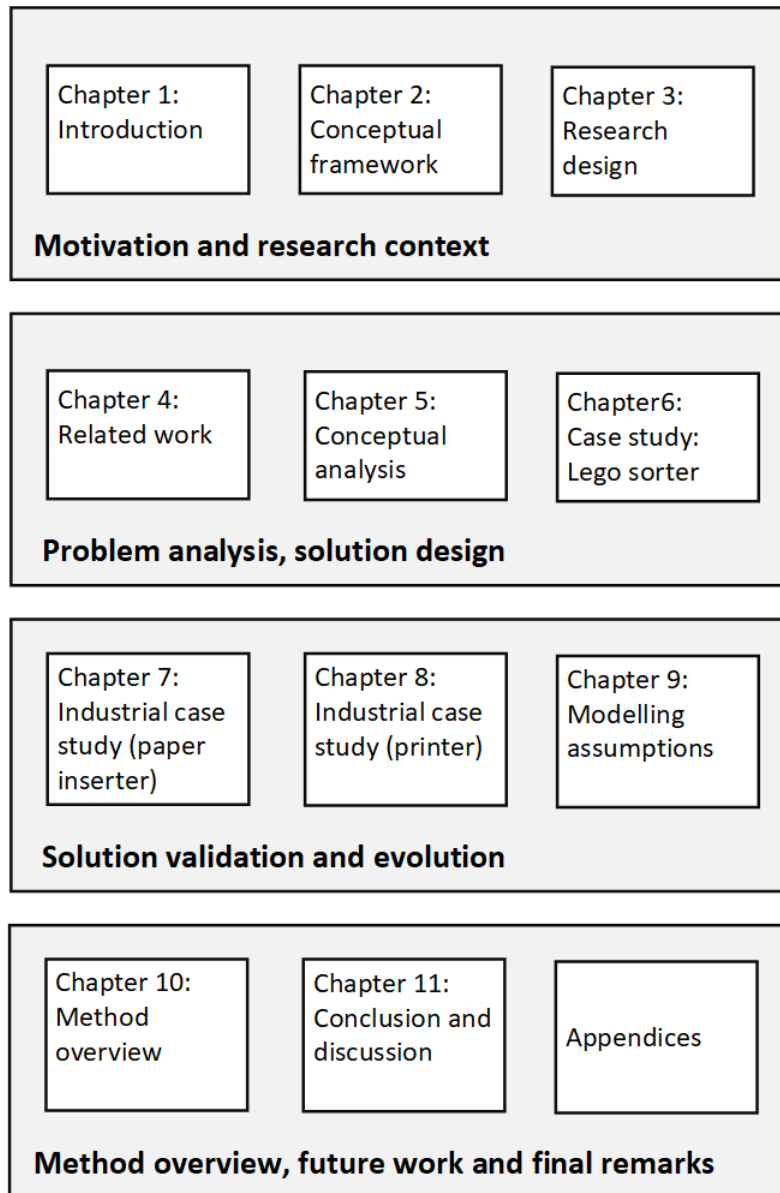 Chapter 1:
Introduction
Chapter 2:
Conceptual
framework
Chapter 3:
Research
design
Motivation and research context
Chapter 4:
Related work
Chapter 5:
Conceptual
analysis
Chapter6:
Case study:
Lego sorter
Problem analysis, solution design
Chapter 7:
Industrial case
study (paper
inserter)
Chapter 8:
Industrial case
study (printer)
Chapter 9:
Modelling
assumptions
Solution validation and evolution
Chapter 10:
Method
overview
Chapter 11:
Conclusion and
discussion
Appendices
Method overview, future work and final remarks